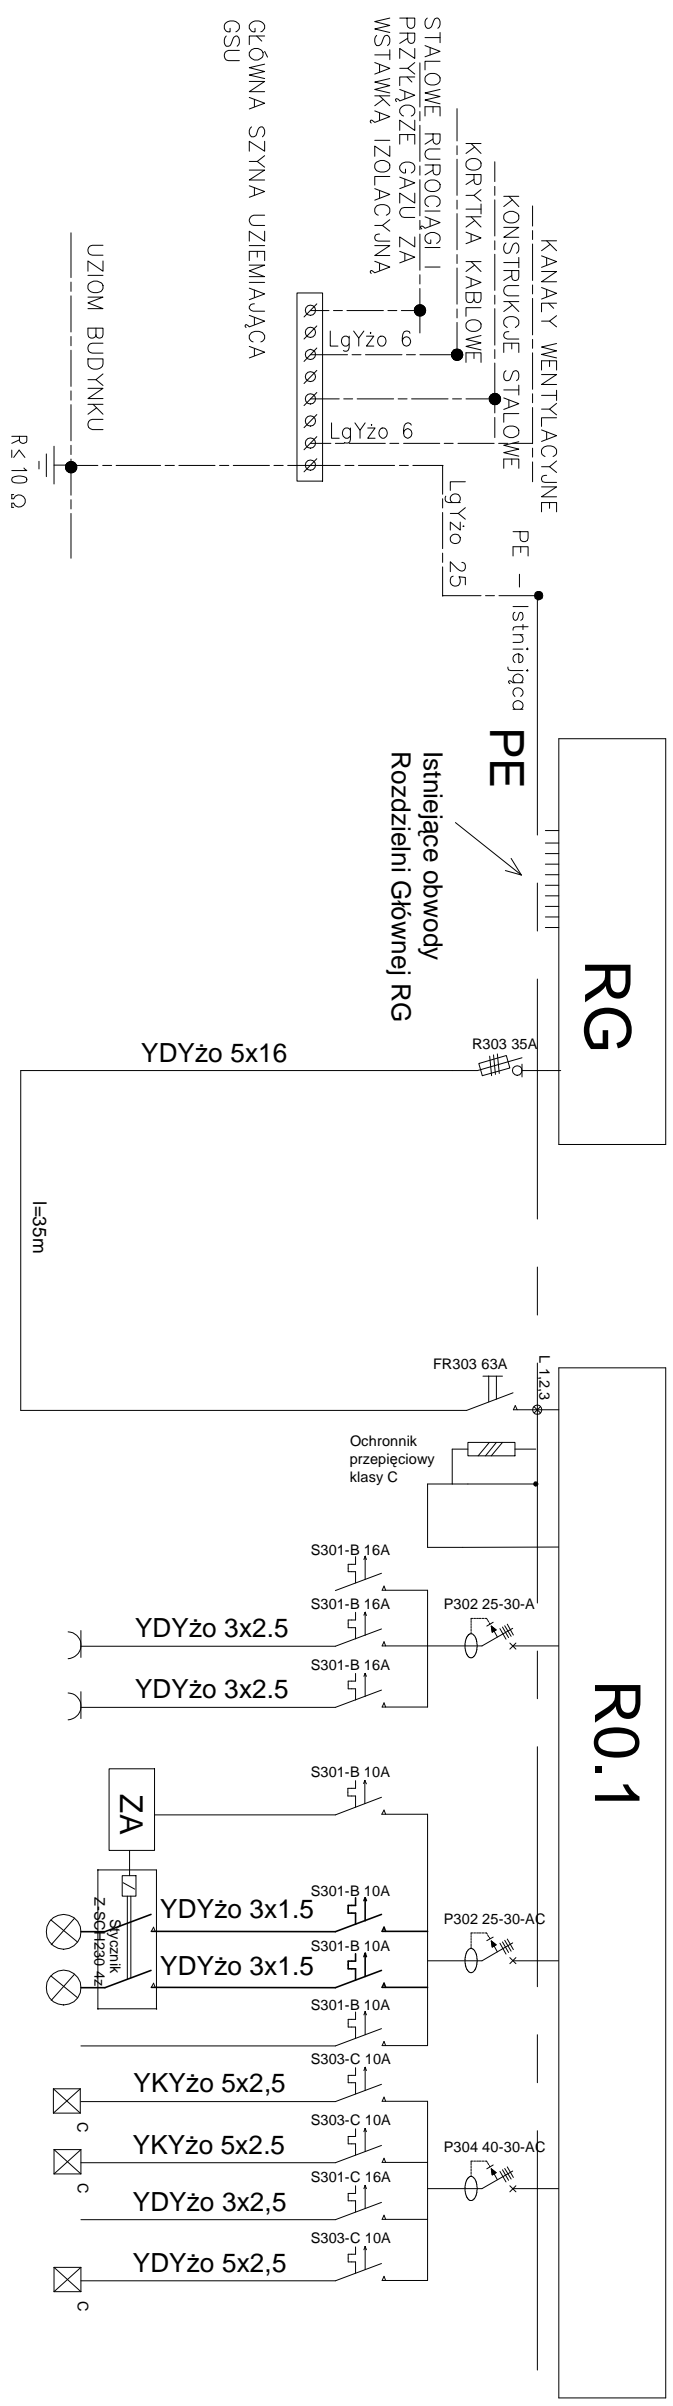 STALOWE RUROCIĄGI I
PRZYŁĄCZE GAZU ZA
WSTAWKĄ IZOLACYJNĄ
KORYTKA KABLOWE
KONSTRUKCJE STALOWE
KANAŁY WENTYLACYJNE
GŁÓWNA SZYNA UZIEMIAJĄCA
GSU
LgYżo 6
LgYżo 6
UZIOM BUDYNKU
R ≤ 10 Ω
LgYżo 25
PE – Istniejąca
PE
Istniejące obwody
Rozdzielni Głównej RG
RG
R303 35A
YDYżo 5x16
l=35m
FR303 63A
L 1,2,3
Ochronnik
przepięciowy
klasy C
R0.1
S301-B 16A
S301-B 16A
P302 25-30-A
YDYżo 3x2.5
S301-B 16A
YDYżo 3x2.5
S301-B 10A
ZA
S301-B 10A
P302 25-30-AC
YDYżo 3x1.5
Stycznik
Z-SCH230-4z
S301-B 10A
YDYżo 3x1.5
S301-B 10A
S303-C 10A
YKYżo 5x2,5
C
S303-C 10A
P304 40-30-AC
YKYżo 5x2.5
C
S301-C 16A
YDYżo 3x2,5
S303-C 10A
YDYżo 5x2,5
C